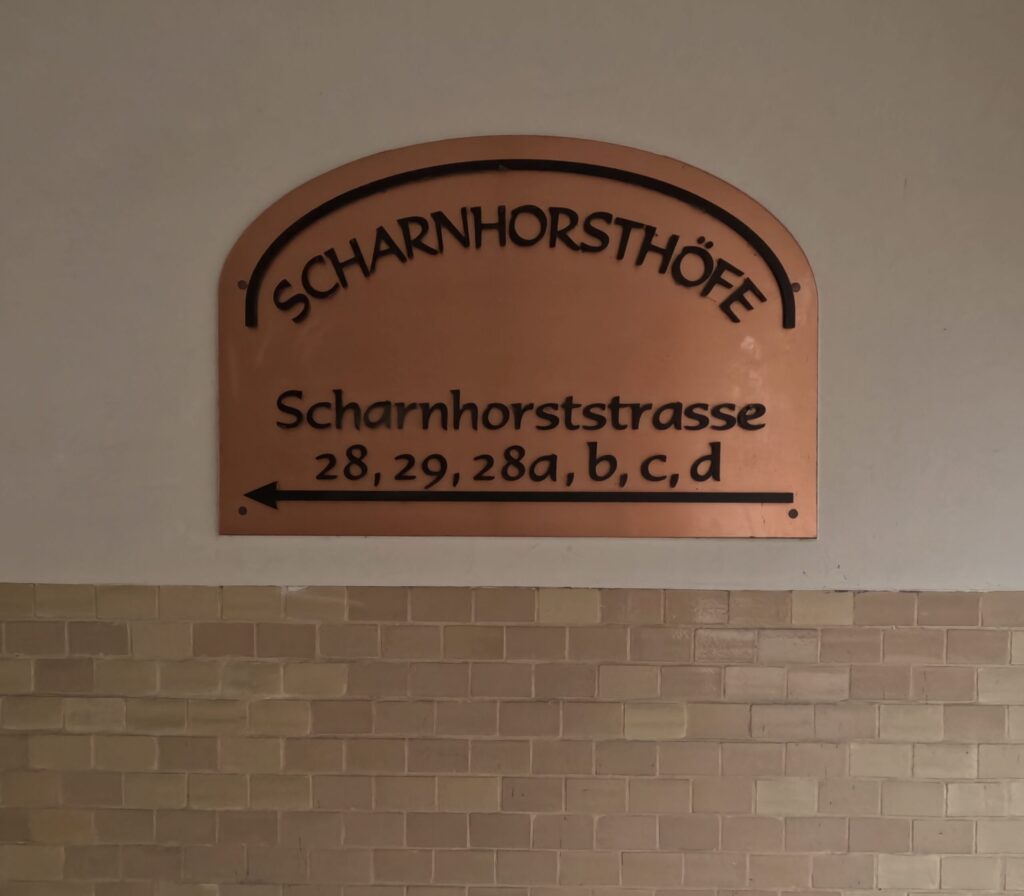 SCHARNHORSTHÖFE
Scharnhorststrasse
28, 29, 28a, b, c, d